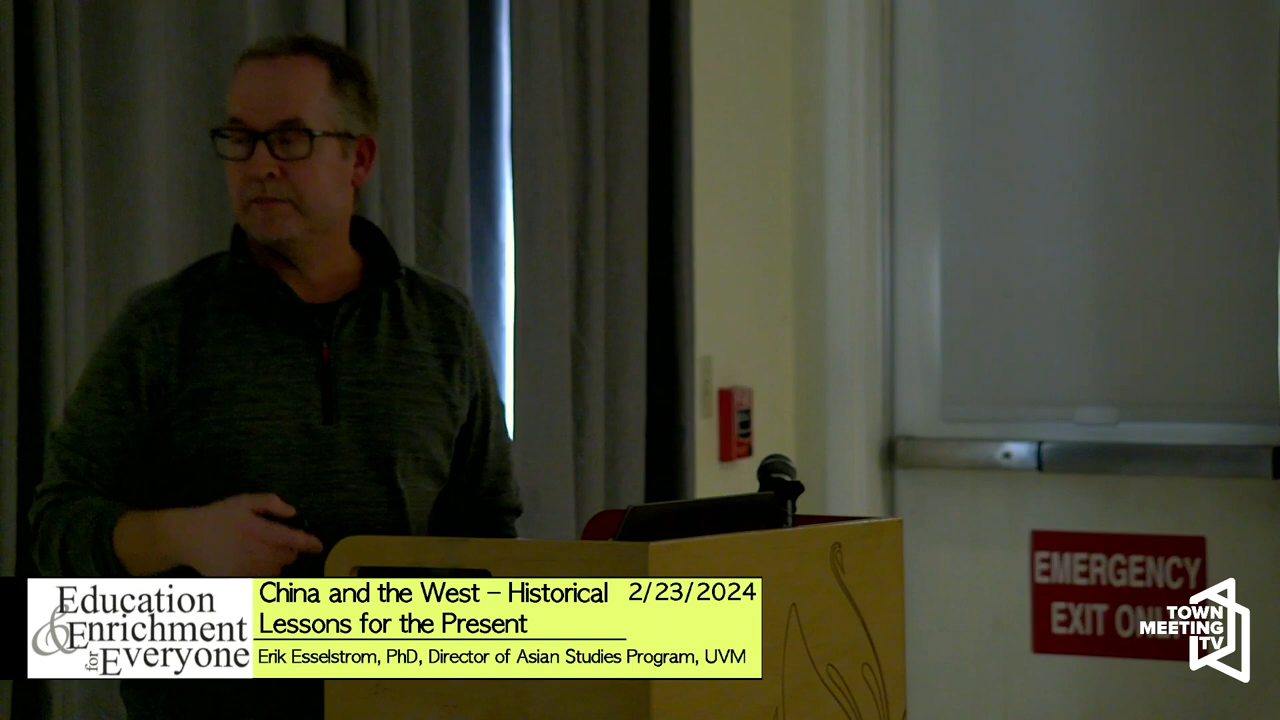 Education
& Enrichment
for Everyone
China and the West – Historical 2/23/2024
Lessons for the Present
Erik Esselstrom, PhD, Director of Asian Studies Program, UVM
EMERGENCY
EXIT ONLY
TOWN
MEETING
TV